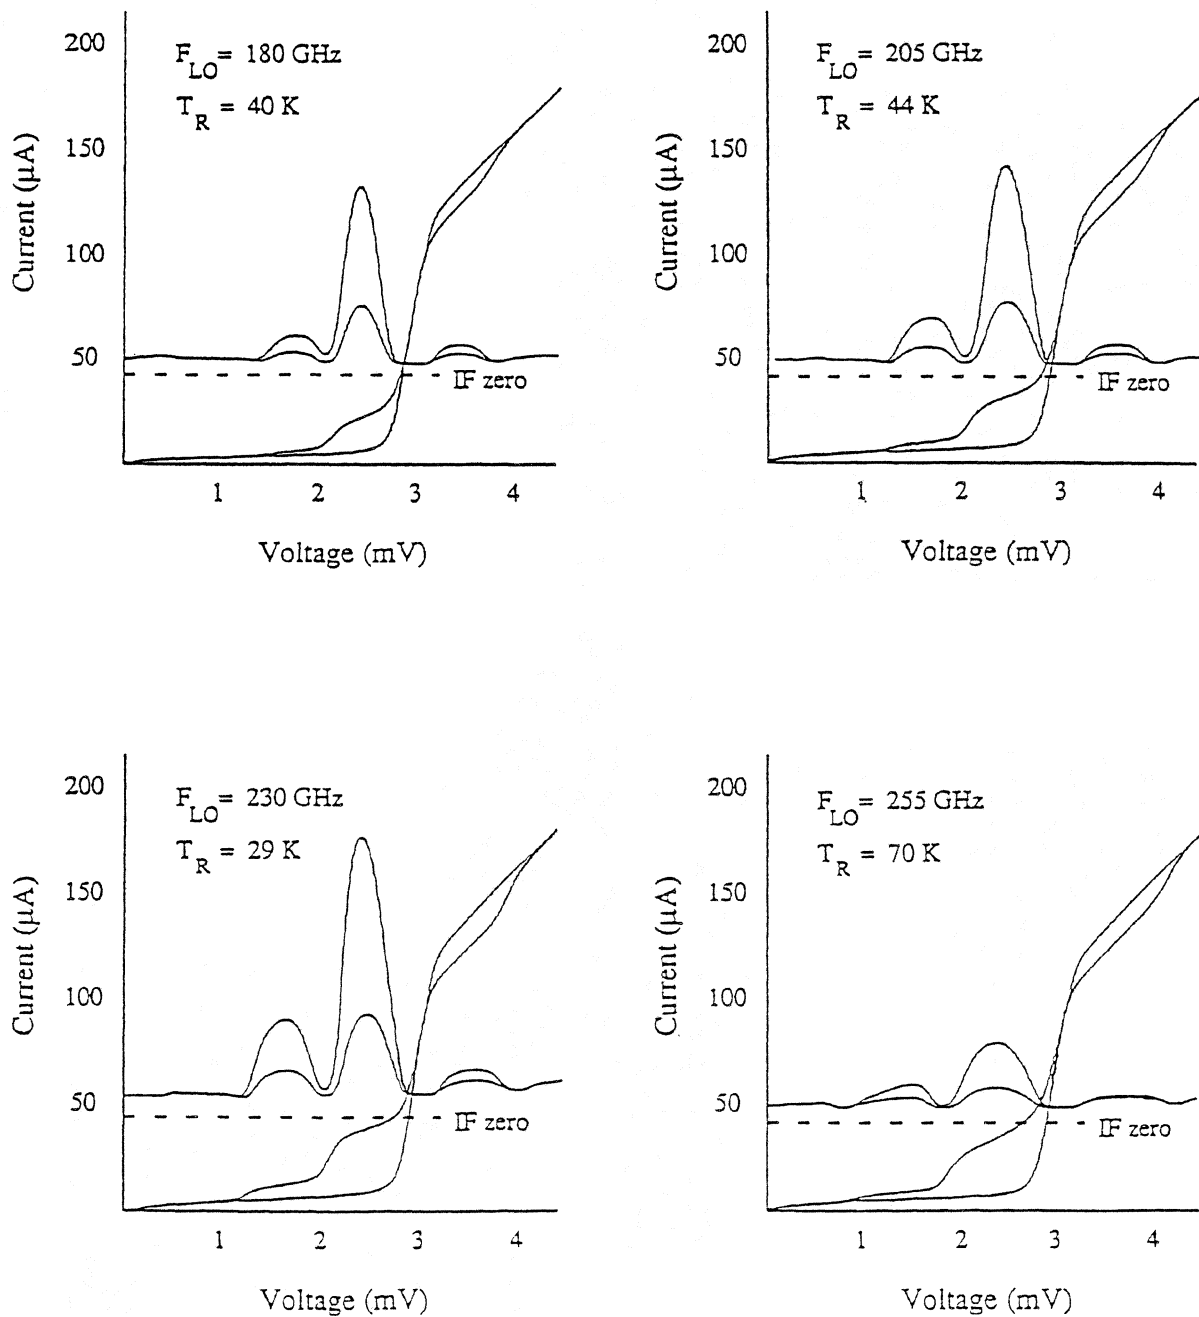 200
F_LO = 180 GHz
T_R = 40 K
150
100
50
IF zero
1 2 3 4
Voltage (mV)
Current (µA)
200
F_LO = 205 GHz
T_R = 44 K
150
100
50
IF zero
1 2 3 4
Voltage (mV)
Current (µA)
200
F_LO = 230 GHz
T_R = 29 K
150
100
50
IF zero
1 2 3 4
Voltage (mV)
Current (µA)
200
F_LO = 255 GHz
T_R = 70 K
150
100
50
IF zero
1 2 3 4
Voltage (mV)
Current (µA)